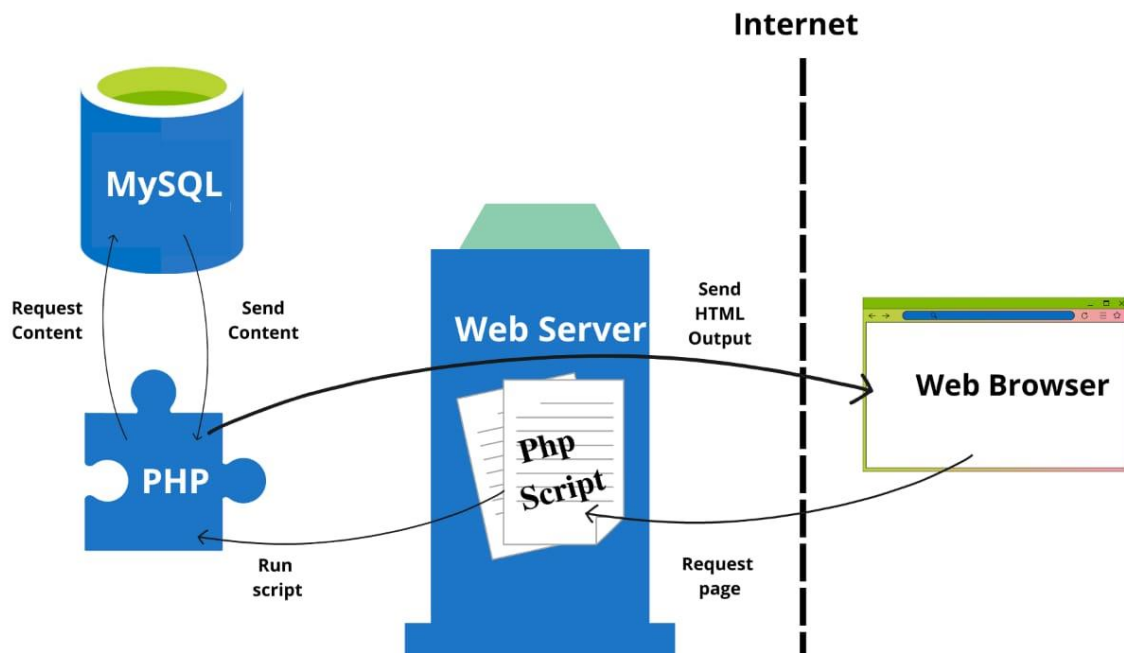 Internet
MySQL
Request
Content
Send
Content
Web Server
Send
HTML
Output
Web Browser
Php
Script
PHP
Run
script
Request
page